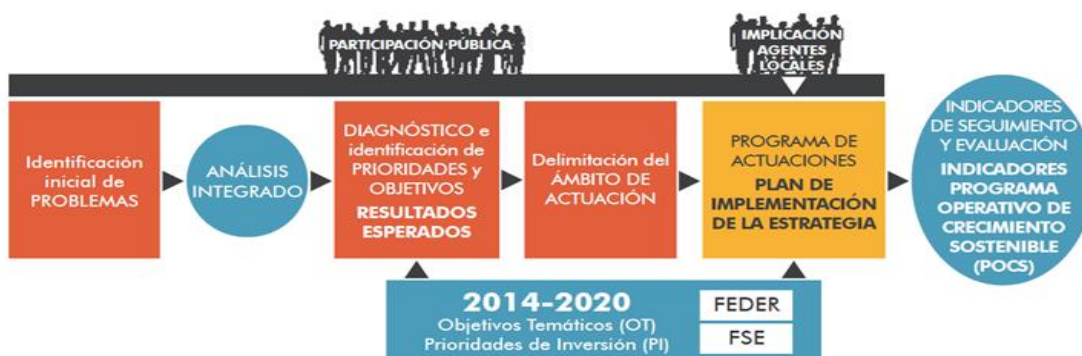 PARTICIPACIÓN PÚBLICA
IMPLICACIÓN
AGENTES
LOCALES
Identificación
inicial de
PROBLEMAS
ANÁLISIS
INTEGRADO
DIAGNÓSTICO e
identificación de
PRIORIDADES y
OBJETIVOS
RESULTADOS
ESPERADOS
Delimitación del
ÁMBITO DE
ACTUACIÓN
PROGRAMA DE
ACTUACIONES
PLAN DE
IMPLEMENTACIÓN
DE LA ESTRATEGIA
INDICADORES
DE SEGUIMIENTO
Y EVALUACIÓN
INDICADORES
PROGRAMA
OPERATIVO DE
CRECIMIENTO
SOSTENIBLE
(POCS)
2014-2020
Objetivos Temáticos (OT)
Prioridades de Inversión (PI)
FEDER
FSE